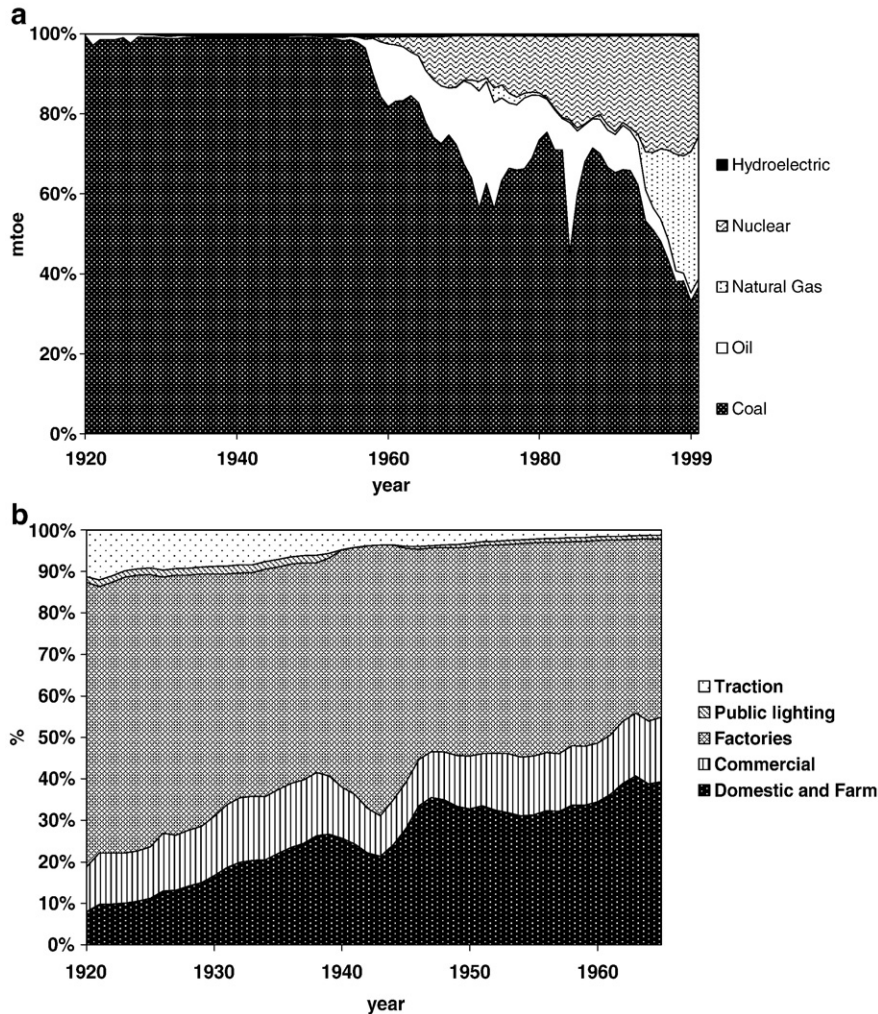 a
100%
80%
60%
40%
20%
0%
mtoe
1920
1940
1960
1980
1999
year
Hydroelectric
Nuclear
Natural Gas
Oil
Coal
b
100%
90%
80%
70%
60%
50%
40%
30%
20%
10%
0%
%
1920
1930
1940
1950
1960
year
Traction
Public lighting
Factories
Commercial
Domestic and Farm